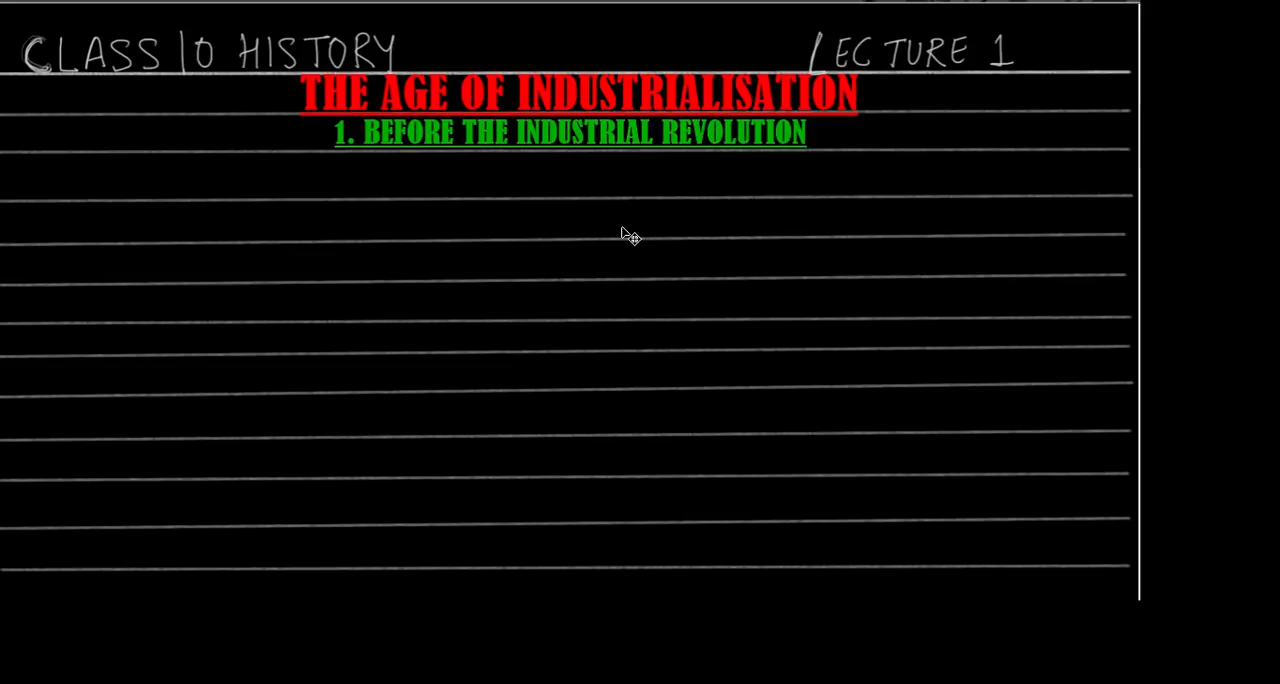 CLASS 10 HISTORY LECTURE 1
THE AGE OF INDUSTRIALISATION
1. BEFORE THE INDUSTRIAL REVOLUTION